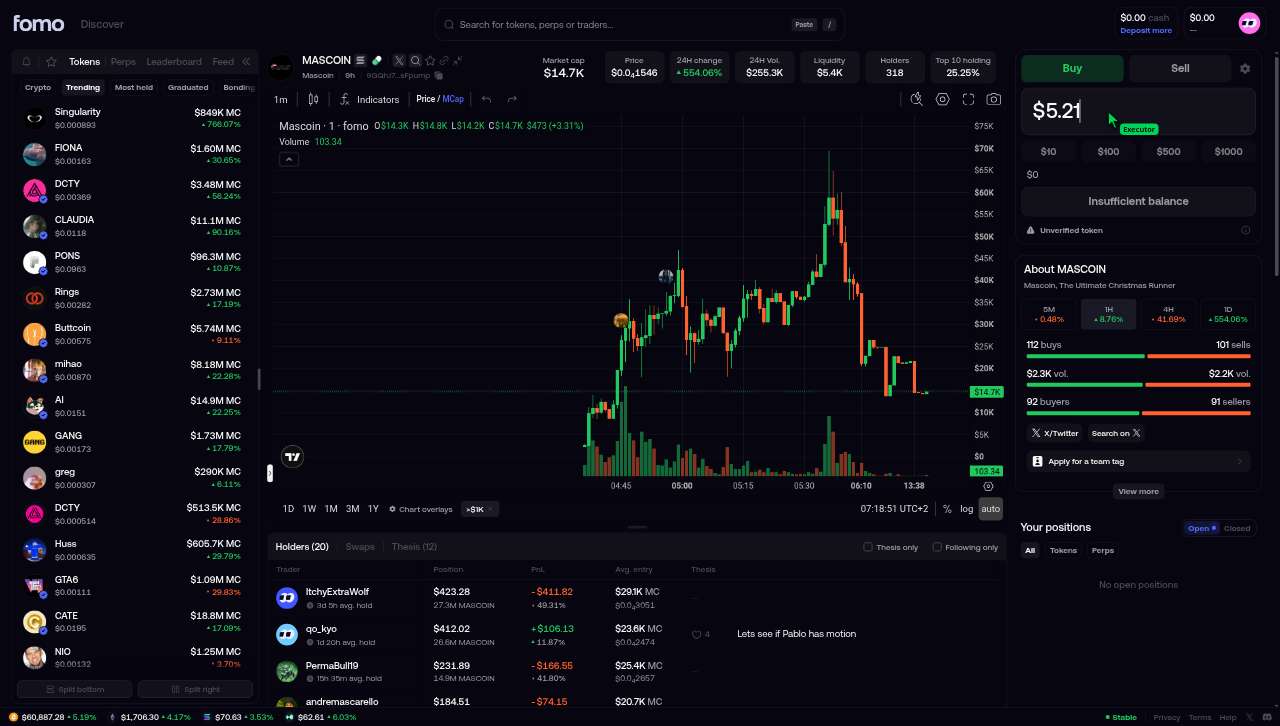 fomo
Discover
Search for tokens, perps or traders...
Paste /
$0.00 cash
Deposit more
$0.00
—
Tokens Perps Leaderboard Feed
Crypto Trending Most held Graduated Bonding
Singularity $849K MC
$0.000893 766.07%
FIONA $1.60M MC
$0.00163 30.65%
DCTY $3.48M MC
$0.00369 56.24%
CLAUDIA $11.1M MC
$0.0118 90.16%
PONS $96.3M MC
$0.0963 10.87%
Rings $2.73M MC
$0.00282 17.19%
Buttcoin $5.74M MC
$0.00575 9.11%
mihao $8.18M MC
$0.00870 22.28%
AI $14.9M MC
$0.0151 22.25%
GANG $1.73M MC
$0.00173 17.79%
greg $290K MC
$0.000307 6.11%
DCTY $513.5K MC
$0.000514 28.86%
Huss $605.7K MC
$0.000635 29.79%
GTA6 $1.09M MC
$0.00111 29.83%
CATE $18.8M MC
$0.0195 17.09%
NIO $1.25M MC
$0.00132 3.70%
Split bottom Split right
MASCOIN
Mascoin 9h
Market cap
$14.7K
Price
$0.0₄1546
24H change
554.06%
24H Vol.
$255.3K
Liquidity
$5.4K
Holders
318
Top 10 holding
25.25%
1m Indicators Price / MCap
Mascoin · 1 · fomo O$14.3K H$14.8K L$14.2K C$14.7K $473 (+3.31%)
Volume 103.34
$75K
$70K
$65K
$60K
$55K
$50K
$45K
$40K
$35K
$30K
$25K
$20K
$14.7K
$10K
$5K
$0
103.34
04:45 05:00 05:15 05:30 06:10 13:38
1D 1W 1M 3M 1Y Chart overlays >$1K
07:18:51 UTC+2 % log auto
Holders (20) Swaps Thesis (12)
Thesis only Following only
Trader Position PnL Avg. entry Thesis
ItchyExtraWolf $423.28 -$411.82 $29.1K MC
3d 5h avg. hold 27.3M MASCOIN 49.31% $0.0₄3051
qo_kyo $412.02 +$106.13 $23.6K MC
1d 20h avg. hold 26.6M MASCOIN 11.87% $0.0₄2474
4 Lets see if Pablo has motion
PermaBull19 $231.89 -$166.55 $25.4K MC
15h 35m avg. hold 14.9M MASCOIN 41.80% $0.0₄2657
andremascarello $184.51 -$74.15 $20.7K MC
Buy Sell
$5.21
Executor
$10 $100 $500 $1000
$0
Insufficient balance
Unverified token
About MASCOIN
Mascoin, The Ultimate Christmas Runner
5M 1H 4H 1D
0.48% 8.76% 41.69% 554.06%
112 buys 101 sells
$2.3K vol. $2.2K vol.
92 buyers 91 sellers
X/Twitter Search on X
Apply for a team tag
View more
Your positions Open Closed
All Tokens Perps
No open positions
$60,887.28 5.19% $1,706.30 4.17% $70.63 3.53% $62.61 6.03%
Stable Privacy Terms Help